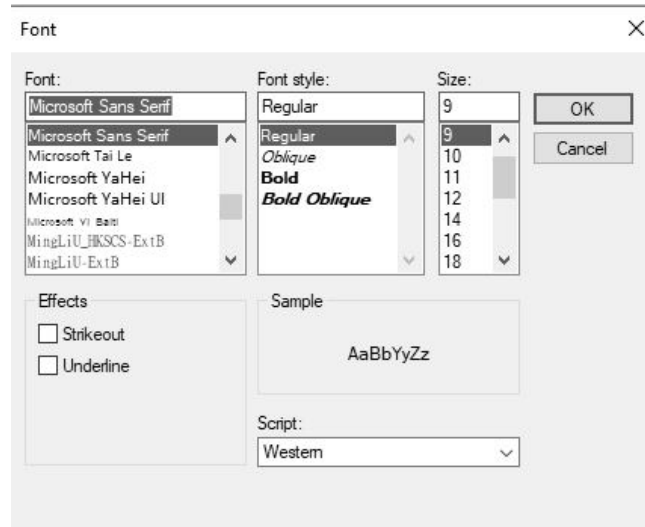 Font
Font:
Microsoft Sans Serif
Microsoft Sans Serif
Microsoft Tai Le
Microsoft YaHei
Microsoft YaHei UI
Microsoft Yi Baiti
MingLiU_HKSCS-ExtB
MingLiU-ExtB
Font style:
Regular
Regular
Oblique
Bold
Bold Oblique
Size:
9
9
10
11
12
14
16
18
OK
Cancel
Effects
Strikeout
Underline
Sample
AaBbYyZz
Script:
Western